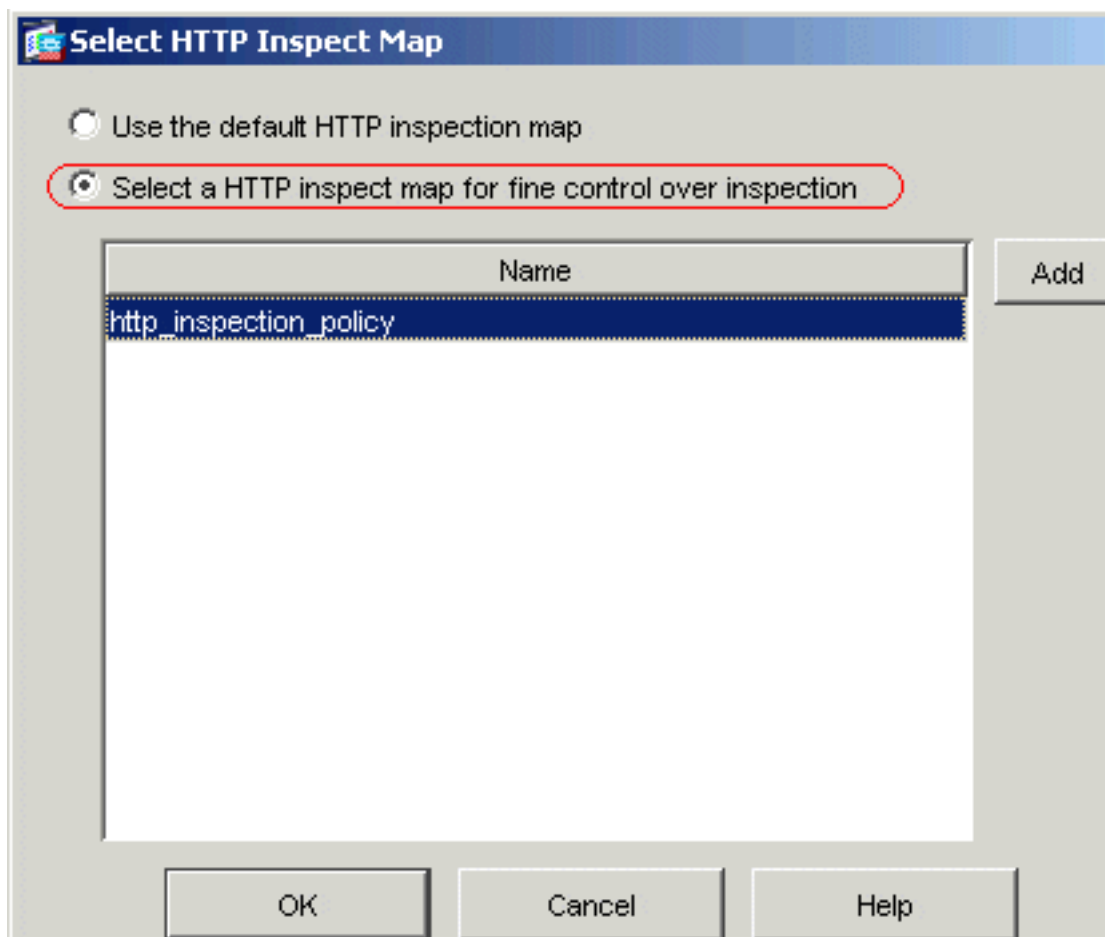 Select HTTP Inspect Map
Use the default HTTP inspection map
Select a HTTP inspect map for fine control over inspection
Name
Add
http_inspection_policy
OK
Cancel
Help